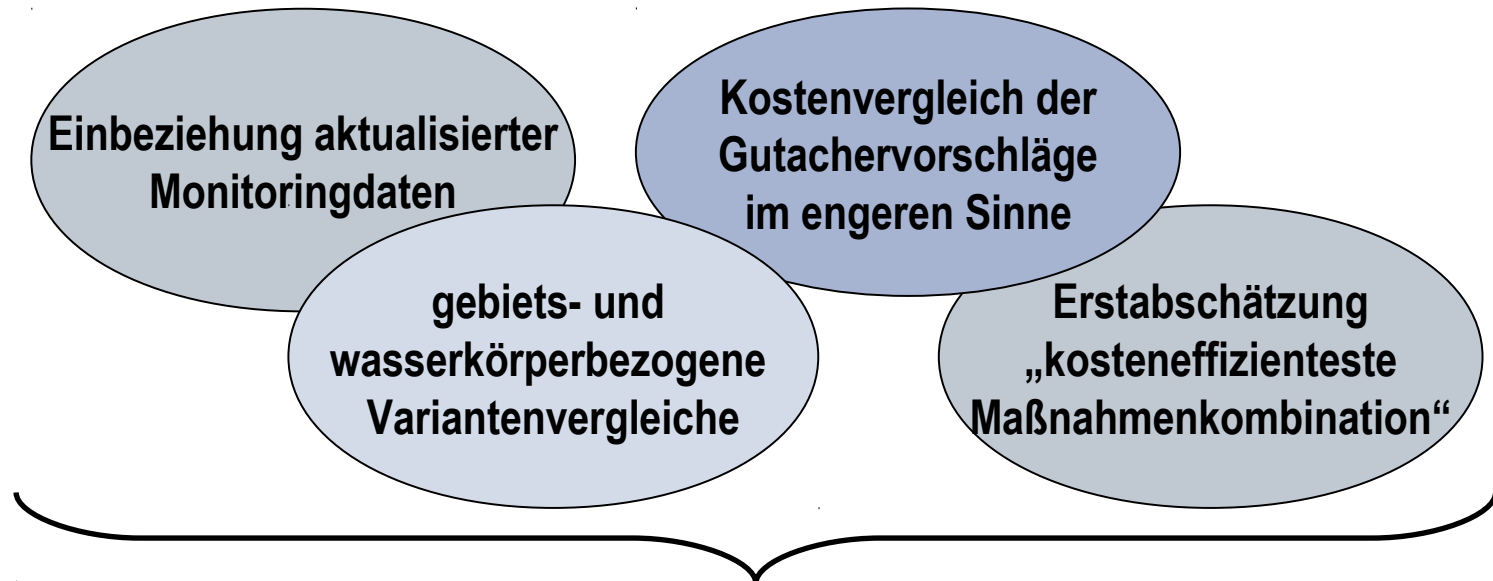 Einbeziehung aktualisierter
Monitoringdaten
Kostenvergleich der
Gutachervorschläge
im engeren Sinne
gebiets- und
wasserkörperbezogene
Variantenvergleiche
Erstabschätzung
„kosteneffizienteste
Maßnahmenkombination“